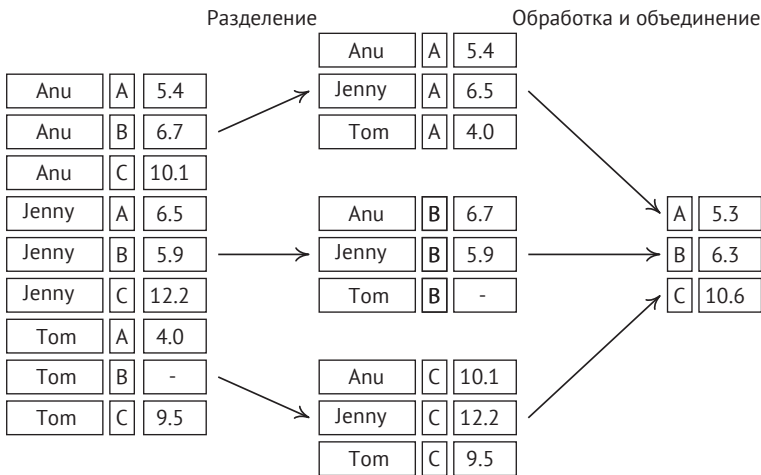 Разделение
Обработка и объединение
Anu A 5.4
Anu B 6.7
Anu C 10.1
Jenny A 6.5
Jenny B 5.9
Jenny C 12.2
Tom A 4.0
Tom B -
Tom C 9.5
Anu A 5.4
Jenny A 6.5
Tom A 4.0
Anu B 6.7
Jenny B 5.9
Tom B -
Anu C 10.1
Jenny C 12.2
Tom C 9.5
A 5.3
B 6.3
C 10.6